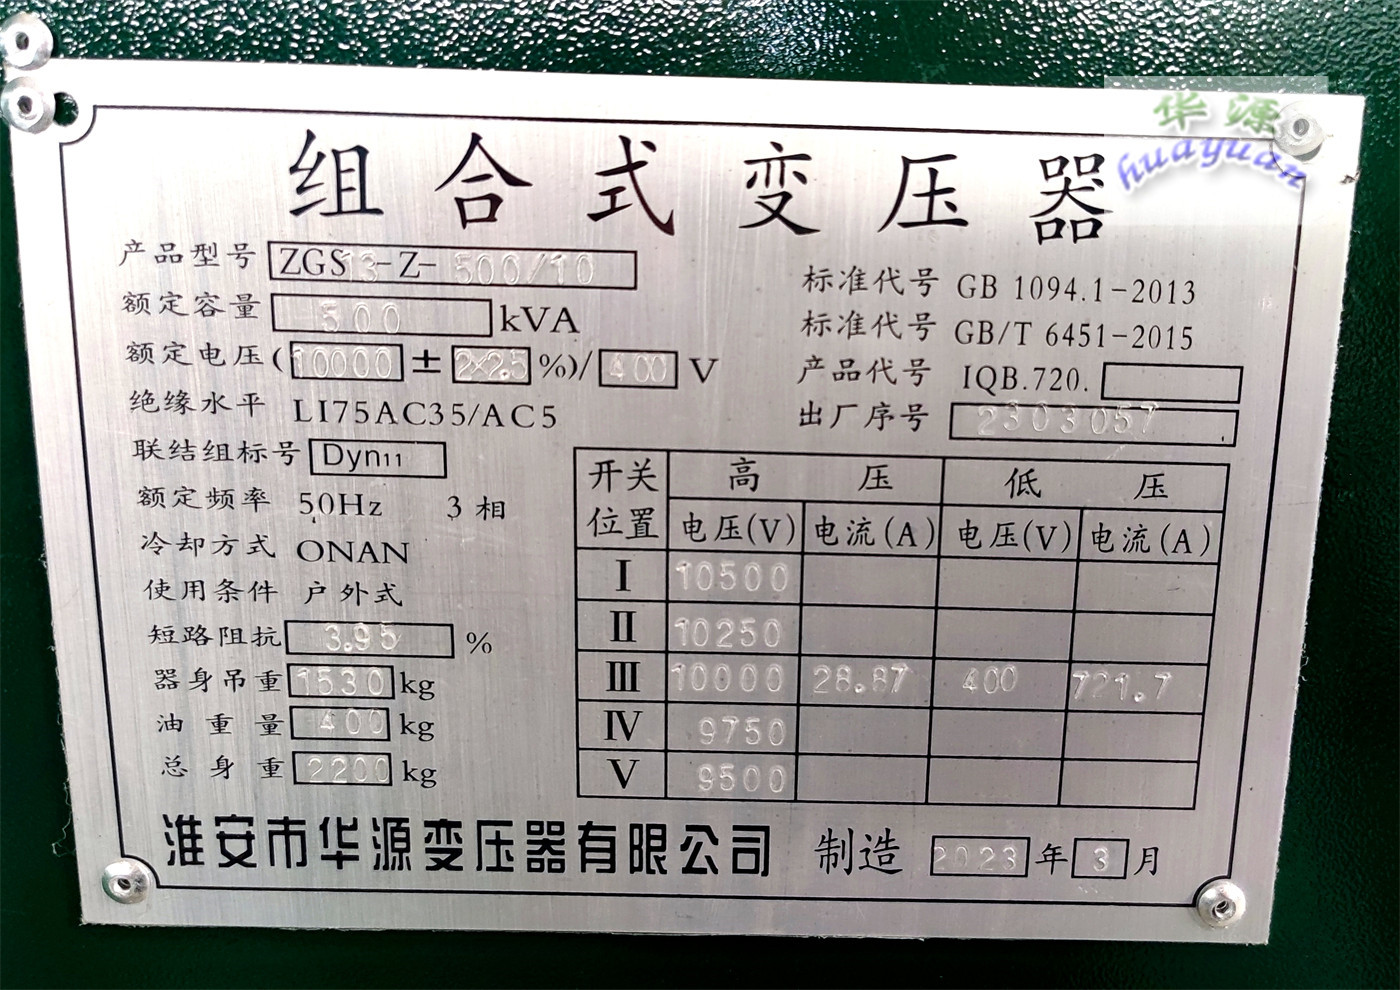 华源
huayuan
组合式变压器
产品型号 ZGS13-Z-500/10
额定容量 500 kVA
额定电压(10000±2×2.5%)/400 V
绝缘水平 LI75AC35/AC5
联结组标号 Dyn11
额定频率 50Hz 3相
冷却方式 ONAN
使用条件 户外式
短路阻抗 3.95 %
器身吊重 1530 kg
油重量 400 kg
总身重 2200 kg
标准代号 GB 1094.1-2013
标准代号 GB/T 6451-2015
产品代号 IQB.720.
出厂序号 2303057
开关位置 高压 低压
电压(V) 电流(A) 电压(V) 电流(A)
I 10500
II 10250
III 10000 28.87 400 721.7
IV 9750
V 9500
淮安市华源变压器有限公司 制造 2023年3月